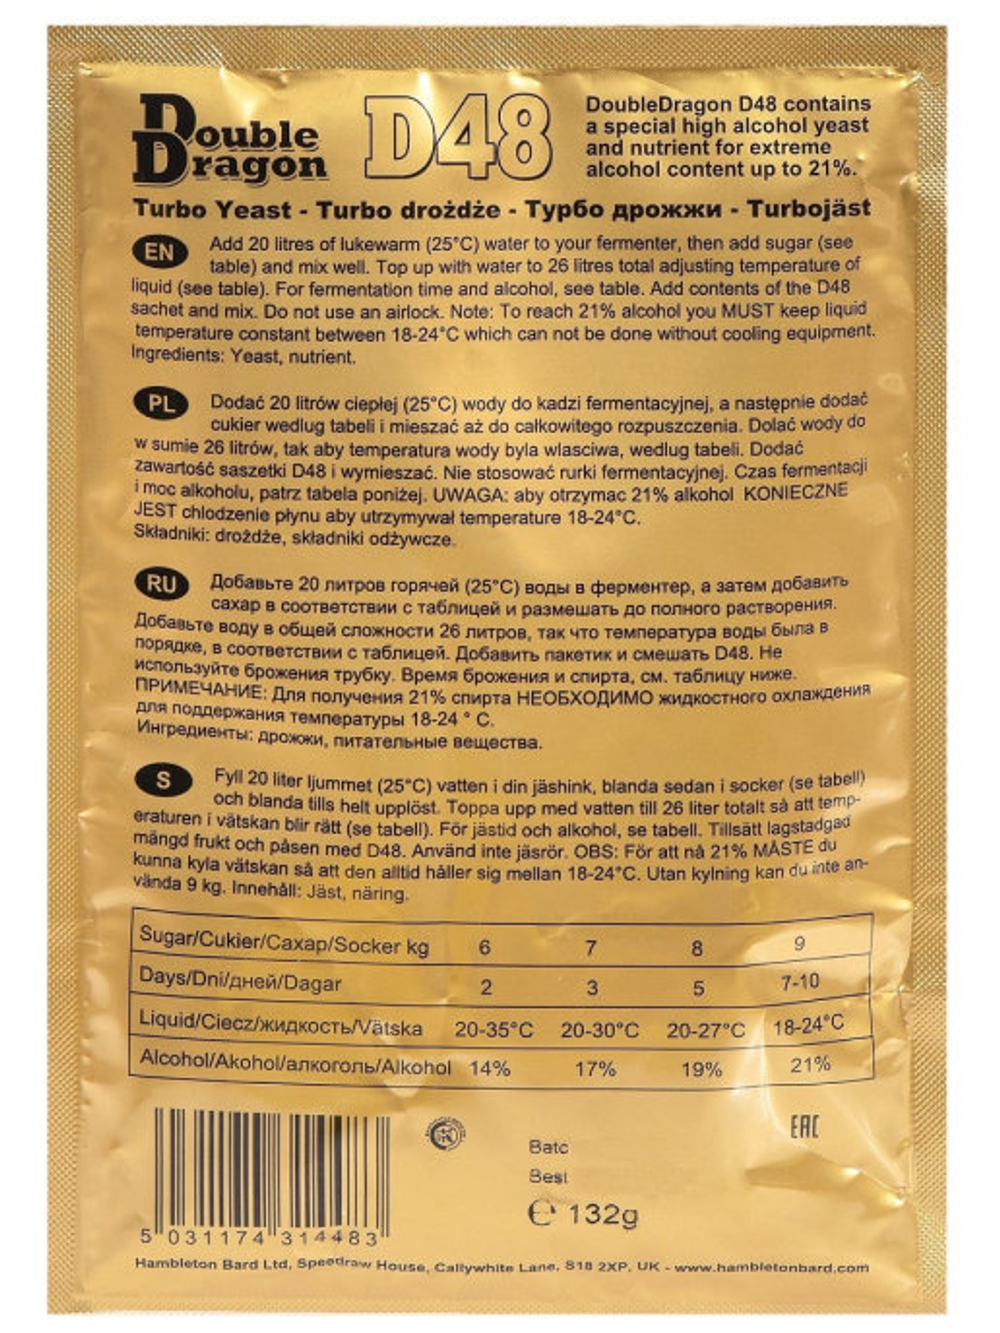 Double
Dragon
D48
DoubleDragon D48 contains
a special high alcohol yeast
and nutrient for extreme
alcohol content up to 21%.
Turbo Yeast - Turbo drożdże - Турбо дрожжи - Turbojäst
EN Add 20 litres of lukewarm (25°C) water to your fermenter, then add sugar (see
table) and mix well. Top up with water to 26 litres total adjusting temperature of
liquid (see table). For fermentation time and alcohol, see table. Add contents of the D48
sachet and mix. Do not use an airlock. Note: To reach 21% alcohol you MUST keep liquid
temperature constant between 18-24°C which can not be done without cooling equipment.
Ingredients: Yeast, nutrient.
PL Dodać 20 litrów ciepłej (25°C) wody do kadzi fermentacyjnej, a następnie dodać
cukier wedlug tabeli i mieszać aż do całkowitego rozpuszczenia. Dolać wody do
w sumie 26 litrów, tak aby temperatura wody byla wlasciwa, wedlug tabeli. Dodać
zawartość saszetki D48 i wymieszać. Nie stosować rurki fermentacyjnej. Czas fermentacji
i moc alkoholu, patrz tabela poniżej. UWAGA: aby otrzymac 21% alkohol KONIECZNE
JEST chlodzenie płynu aby utrzymywał temperature 18-24°C.
Składniki: drożdże, składniki odżywcze.
RU Добавьте 20 литров горячей (25°C) воды в ферментер, а затем добавить
сахар в соответствии с таблицей и размешать до полного растворения.
Добавьте воду в общей сложности 26 литров, так что температура воды была в
порядке, в соответствии с таблицей. Добавить пакетик и смешать D48. Не
используйте брожения трубку. Время брожения и спирта, см. таблицу ниже.
ПРИМЕЧАНИЕ: Для получения 21% спирта НЕОБХОДИМО жидкостного охлаждения
для поддержания температуры 18-24 ° C.
Ингредиенты: дрожжи, питательные вещества.
S Fyll 20 liter ljummet (25°C) vatten i din jäshink, blanda sedan i socker (se tabell)
och blanda tills helt upplöst. Toppa upp med vatten till 26 liter totalt så att temp-
eraturen i vätskan blir rätt (se tabell). För jästid och alkohol, se tabell. Tillsätt lagstadgad
mängd frukt och påsen med D48. Använd inte jäsrör. OBS: För att nå 21% MÅSTE du
kunna kyla vätskan så att den alltid håller sig mellan 18-24°C. Utan kylning kan du inte an-
vända 9 kg. Innehåll: Jäst, näring.
Sugar/Cukier/Сахар/Socker kg 6 7 8 9
Days/Dni/дней/Dagar 2 3 5 7-10
Liquid/Ciecz/жидкость/Vätska 20-35°C 20-30°C 20-27°C 18-24°C
Alcohol/Akohol/алкоголь/Alkohol 14% 17% 19% 21%
EAC
Batc
Best
℮ 132g
5 031174 314483
Hambleton Bard Ltd, Speedraw House, Callywhite Lane, S18 2XP, UK - www.hambletonbard.com